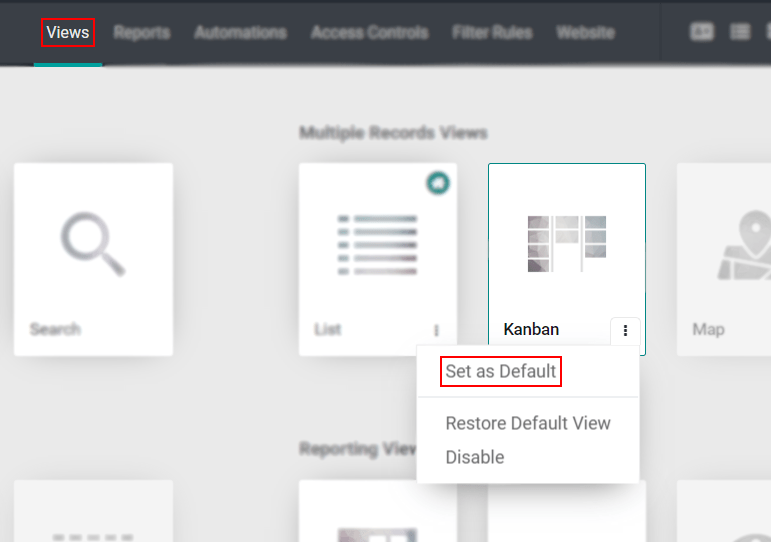 Views Reports Automations Access Controls Filter Rules Website
Multiple Records Views
Search
List
Kanban
Map
Set as Default
Restore Default View
Disable
Reporting View